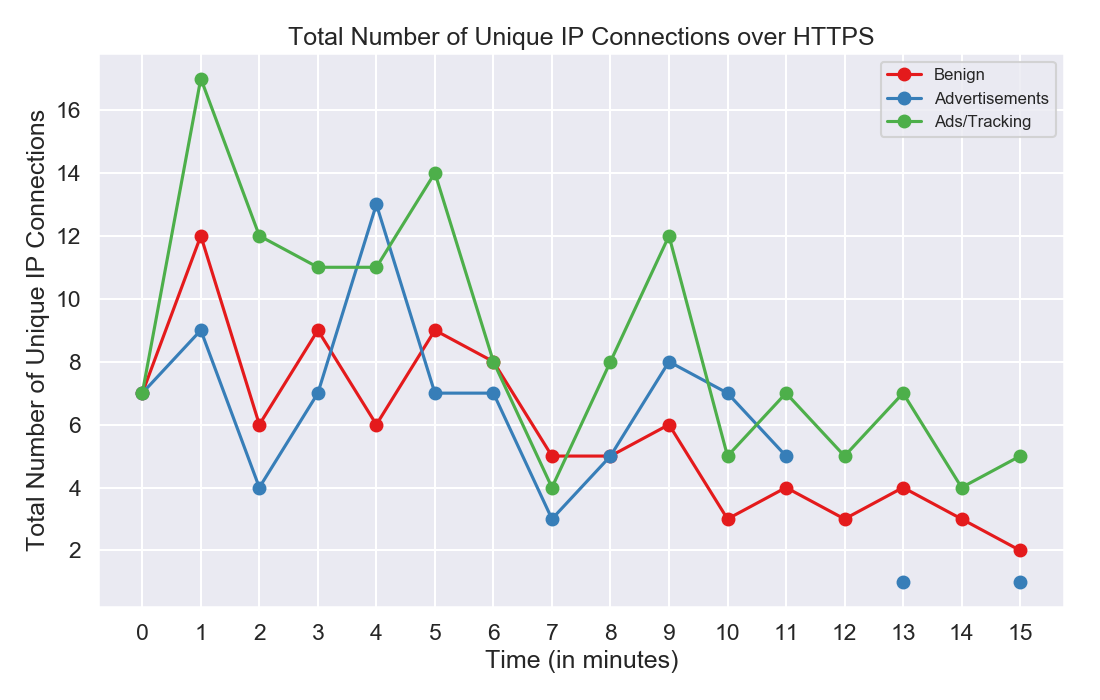 Total Number of Unique IP Connections over HTTPS
Benign
Advertisements
Ads/Tracking
Total Number of Unique IP Connections
16
14
12
10
8
6
4
2
0 1 2 3 4 5 6 7 8 9 10 11 12 13 14 15
Time (in minutes)